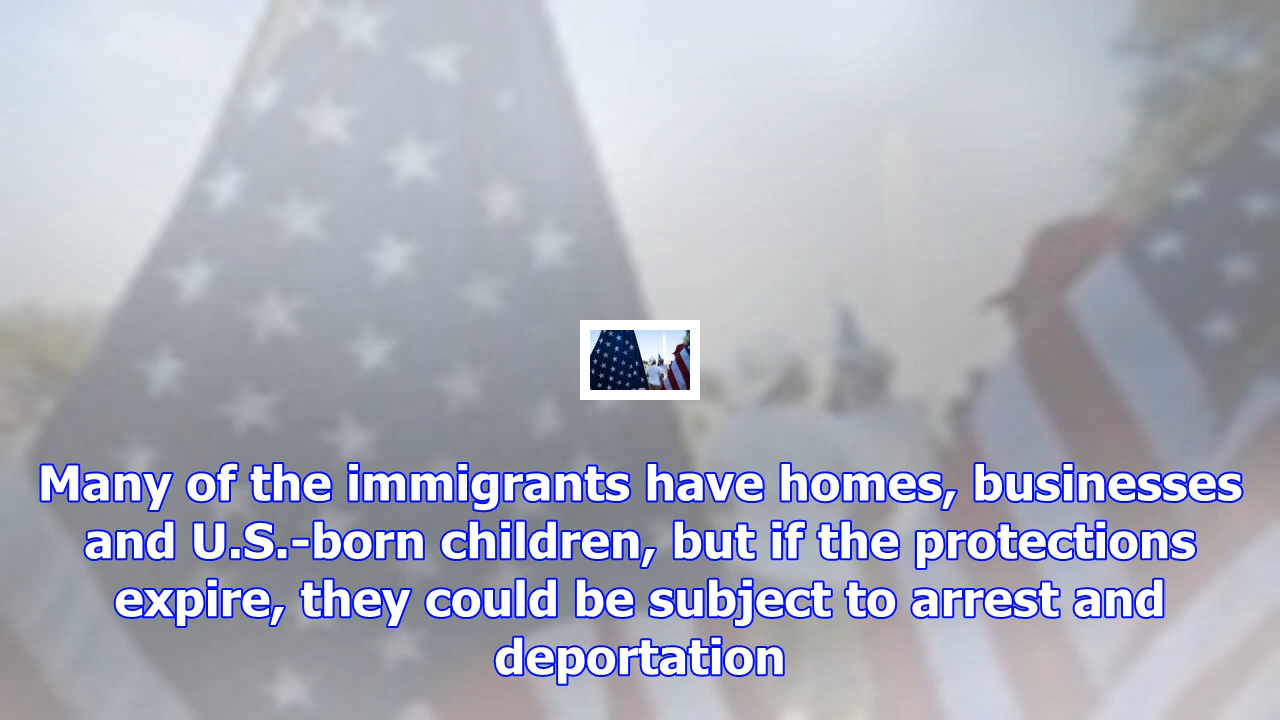 Many of the immigrants have homes, businesses
and U.S.-born children, but if the protections
expire, they could be subject to arrest and
deportation